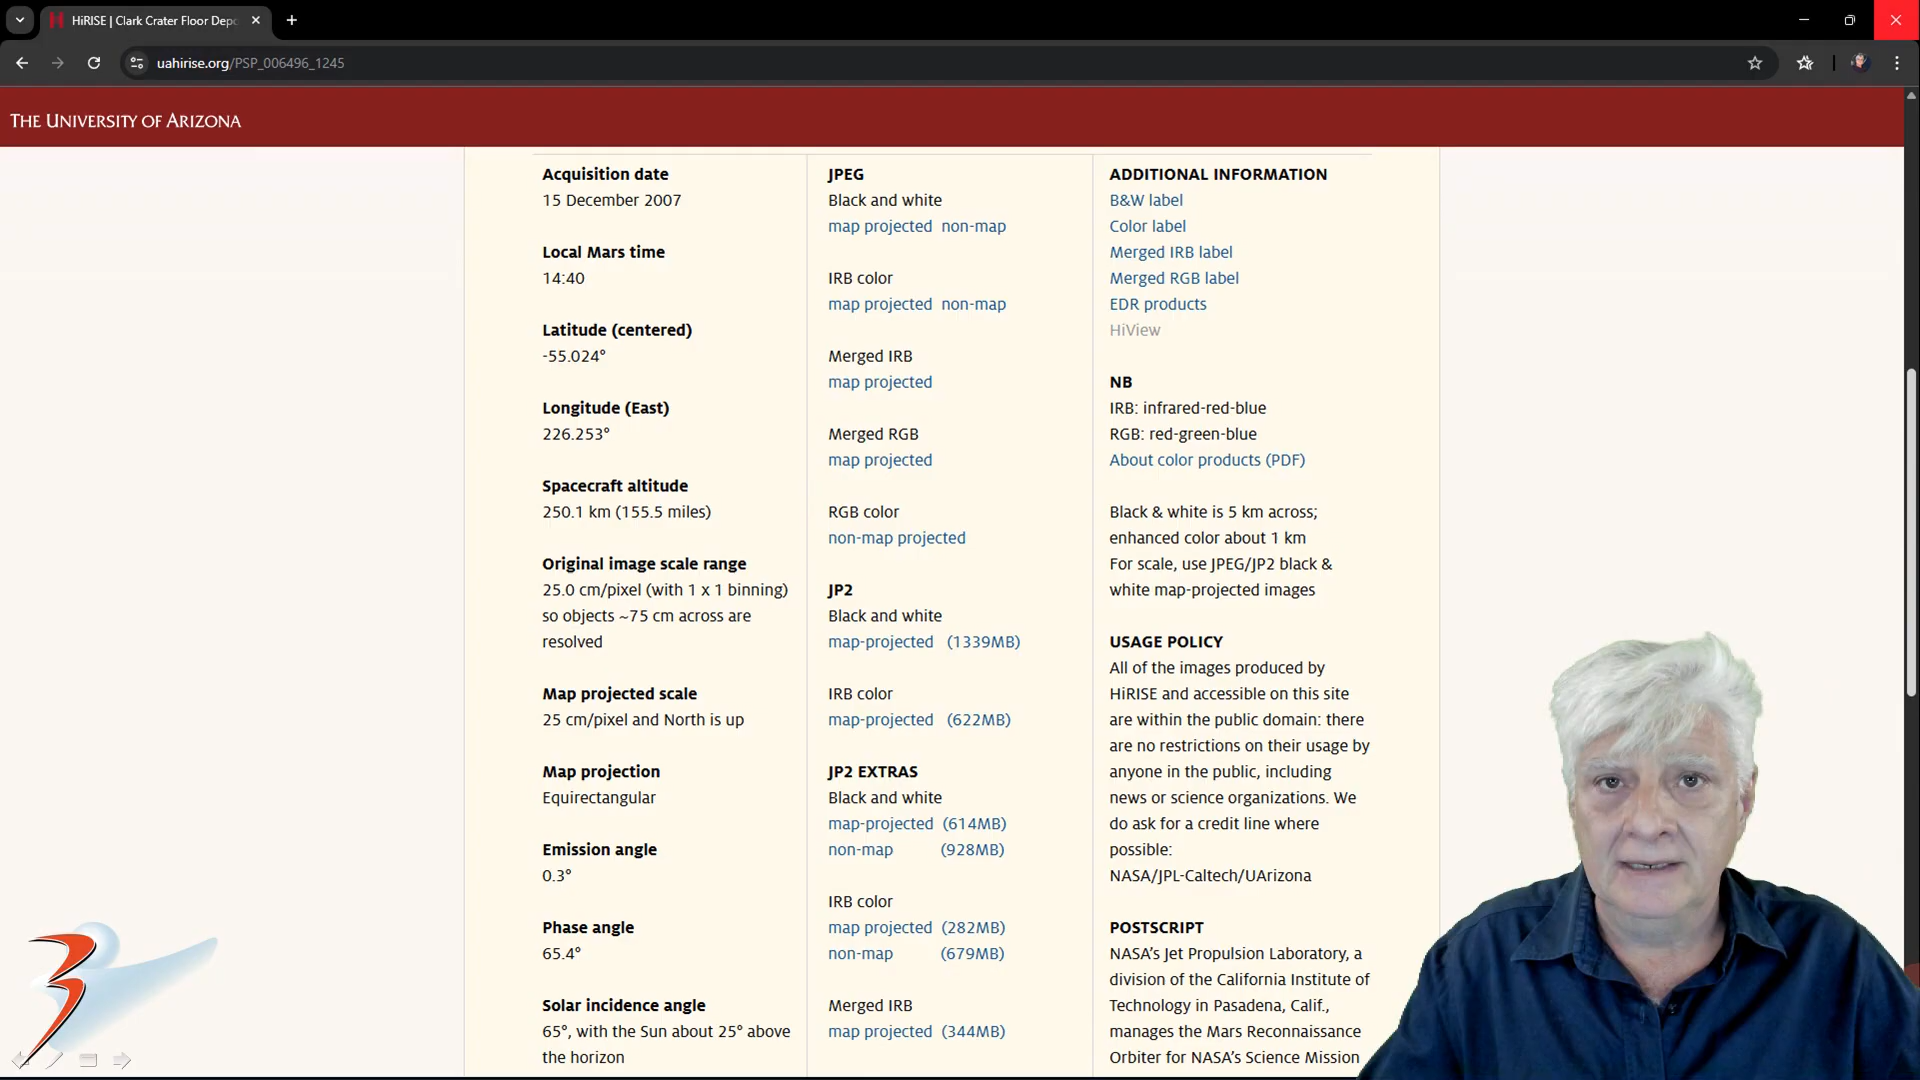 HiRISE | Clark Crater Floor Depo
uahirise.org/PSP_006496_1245
THE UNIVERSITY OF ARIZONA
Acquisition date
15 December 2007
Local Mars time
14:40
Latitude (centered)
-55.024°
Longitude (East)
226.253°
Spacecraft altitude
250.1 km (155.5 miles)
Original image scale range
25.0 cm/pixel (with 1 x 1 binning)
so objects ~75 cm across are
resolved
Map projected scale
25 cm/pixel and North is up
Map projection
Equirectangular
Emission angle
0.3°
Phase angle
65.4°
Solar incidence angle
65°, with the Sun about 25° above
the horizon
JPEG
Black and white
map projected non-map
IRB color
map projected non-map
Merged IRB
map projected
Merged RGB
map projected
RGB color
non-map projected
JP2
Black and white
map-projected (1339MB)
IRB color
map-projected (622MB)
JP2 EXTRAS
Black and white
map-projected (614MB)
non-map (928MB)
IRB color
map projected (282MB)
non-map (679MB)
Merged IRB
map projected (344MB)
ADDITIONAL INFORMATION
B&W label
Color label
Merged IRB label
Merged RGB label
EDR products
HiView
NB
IRB: infrared-red-blue
RGB: red-green-blue
About color products (PDF)
Black & white is 5 km across;
enhanced color about 1 km
For scale, use JPEG/JP2 black &
white map-projected images
USAGE POLICY
All of the images produced by
HiRISE and accessible on this site
are within the public domain: there
are no restrictions on their usage by
anyone in the public, including
news or science organizations. We
do ask for a credit line where
possible:
NASA/JPL-Caltech/UArizona
POSTSCRIPT
NASA's Jet Propulsion Laboratory, a
division of the California Institute of
Technology in Pasadena, Calif.,
manages the Mars Reconnaissance
Orbiter for NASA's Science Mission